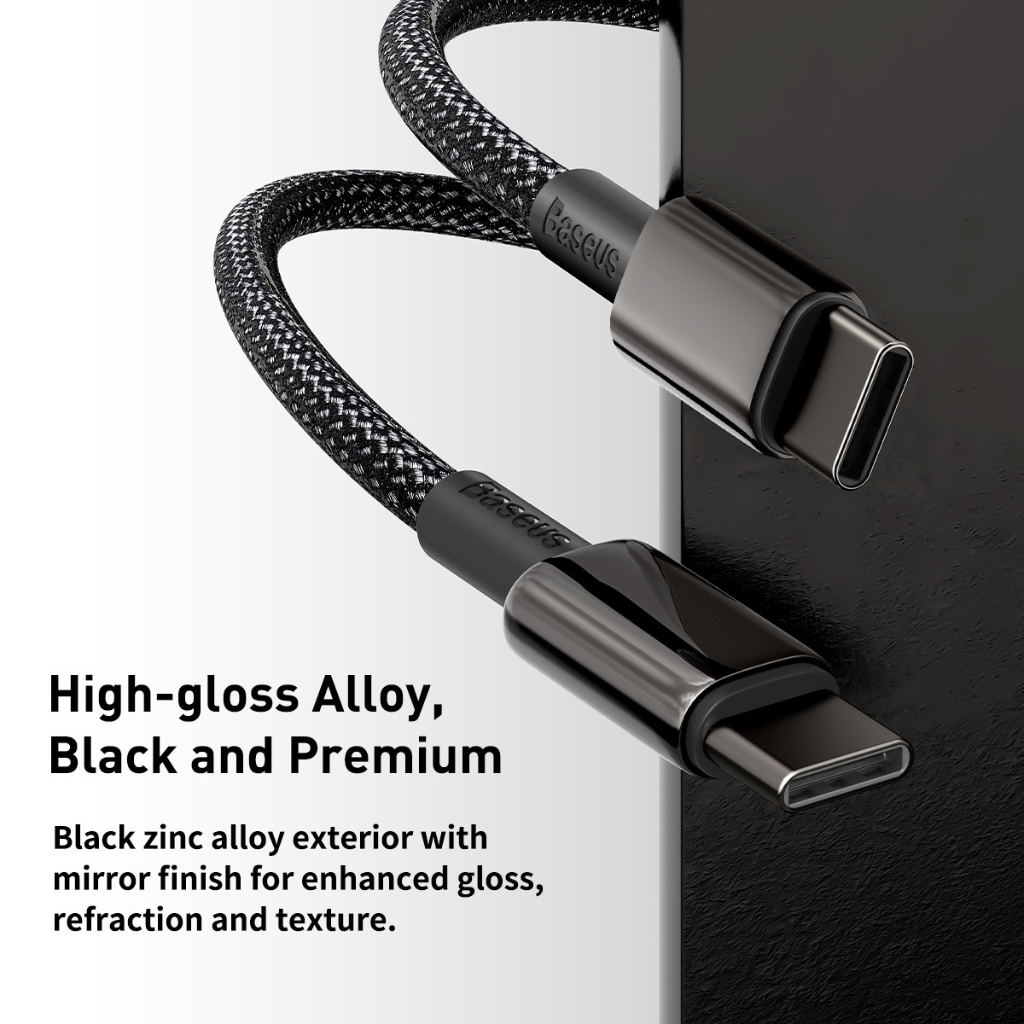 Baseus
Baseus
High-gloss Alloy,
Black and Premium
Black zinc alloy exterior with
mirror finish for enhanced gloss,
refraction and texture.